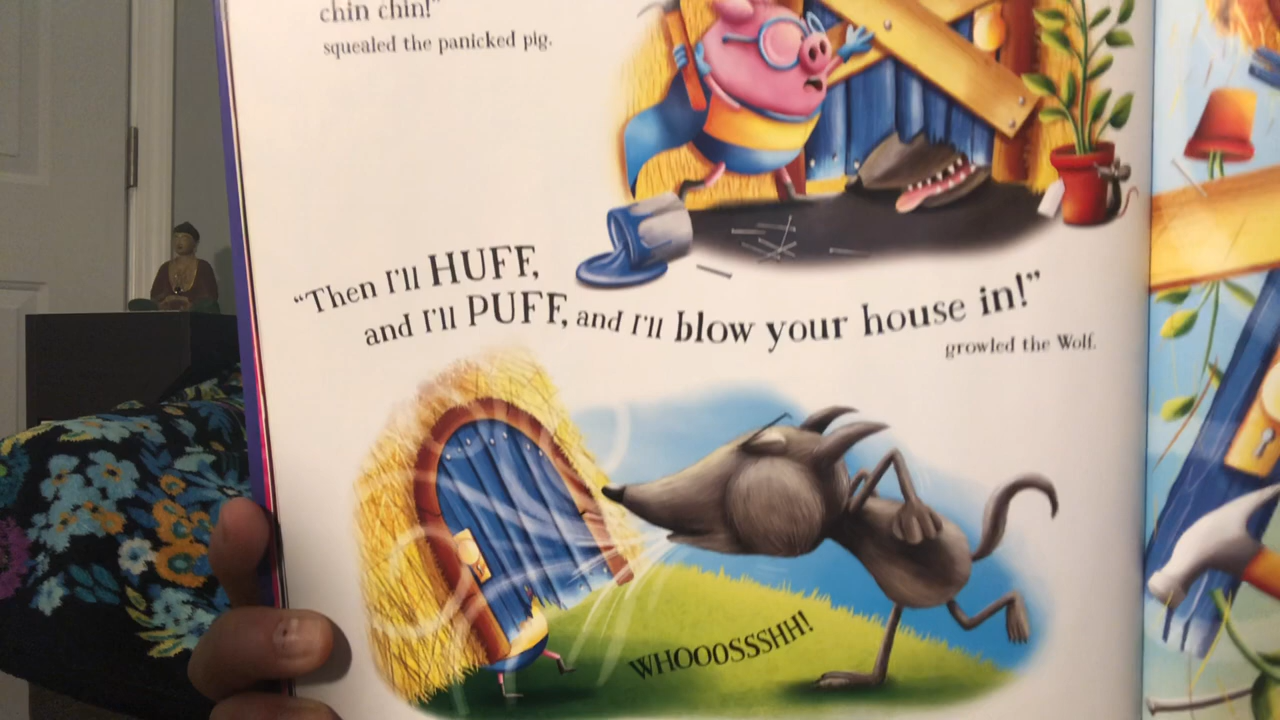 chin chin!"
squealed the panicked pig.
"Then I'll HUFF,
and I'll PUFF, and I'll blow your house in!"
growled the Wolf.
WHOOOSSSHH!